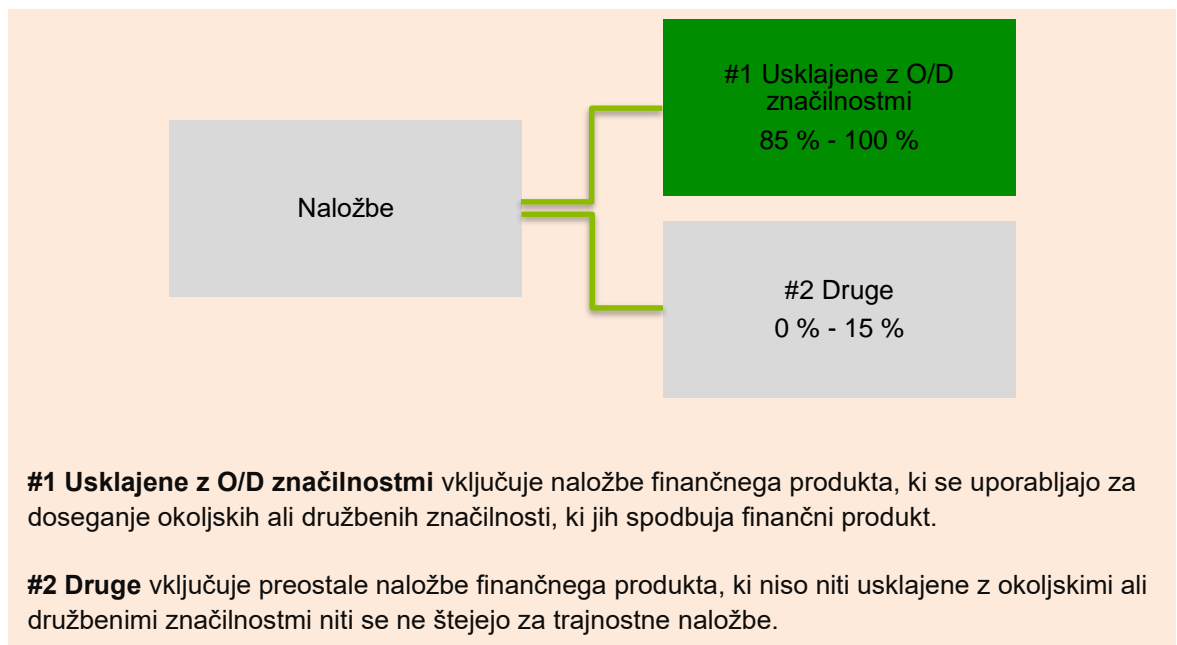 #1 Usklajene z O/D
značilnostmi
85 % - 100 %
Naložbe
#2 Druge
0 % - 15 %
#1 Usklajene z O/D značilnostmi vključuje naložbe finančnega produkta, ki se uporabljajo za
doseganje okoljskih ali družbenih značilnosti, ki jih spodbuja finančni produkt.
#2 Druge vključuje preostale naložbe finančnega produkta, ki niso niti usklajene z okoljskimi ali
družbenimi značilnostmi niti se ne štejejo za trajnostne naložbe.